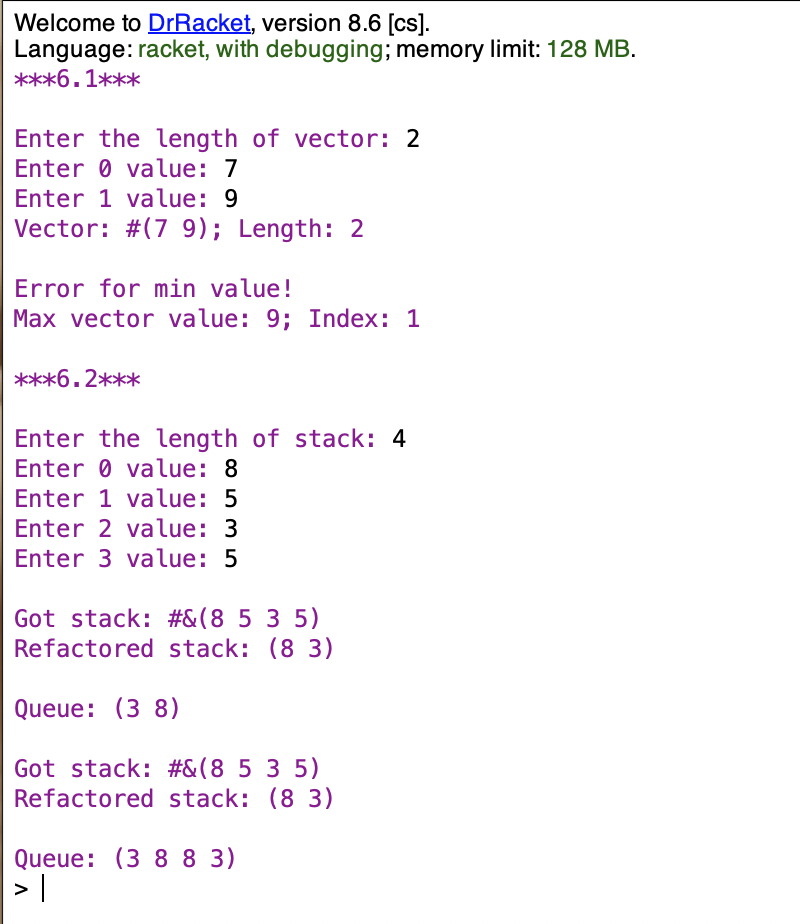 Welcome to DrRacket, version 8.6 [cs].
Language: racket, with debugging; memory limit: 128 MB.
***6.1***
Enter the length of vector: 2
Enter 0 value: 7
Enter 1 value: 9
Vector: #(7 9); Length: 2
Error for min value!
Max vector value: 9; Index: 1
***6.2***
Enter the length of stack: 4
Enter 0 value: 8
Enter 1 value: 5
Enter 2 value: 3
Enter 3 value: 5
Got stack: #&(8 5 3 5)
Refactored stack: (8 3)
Queue: (3 8)
Got stack: #&(8 5 3 5)
Refactored stack: (8 3)
Queue: (3 8 8 3)
>